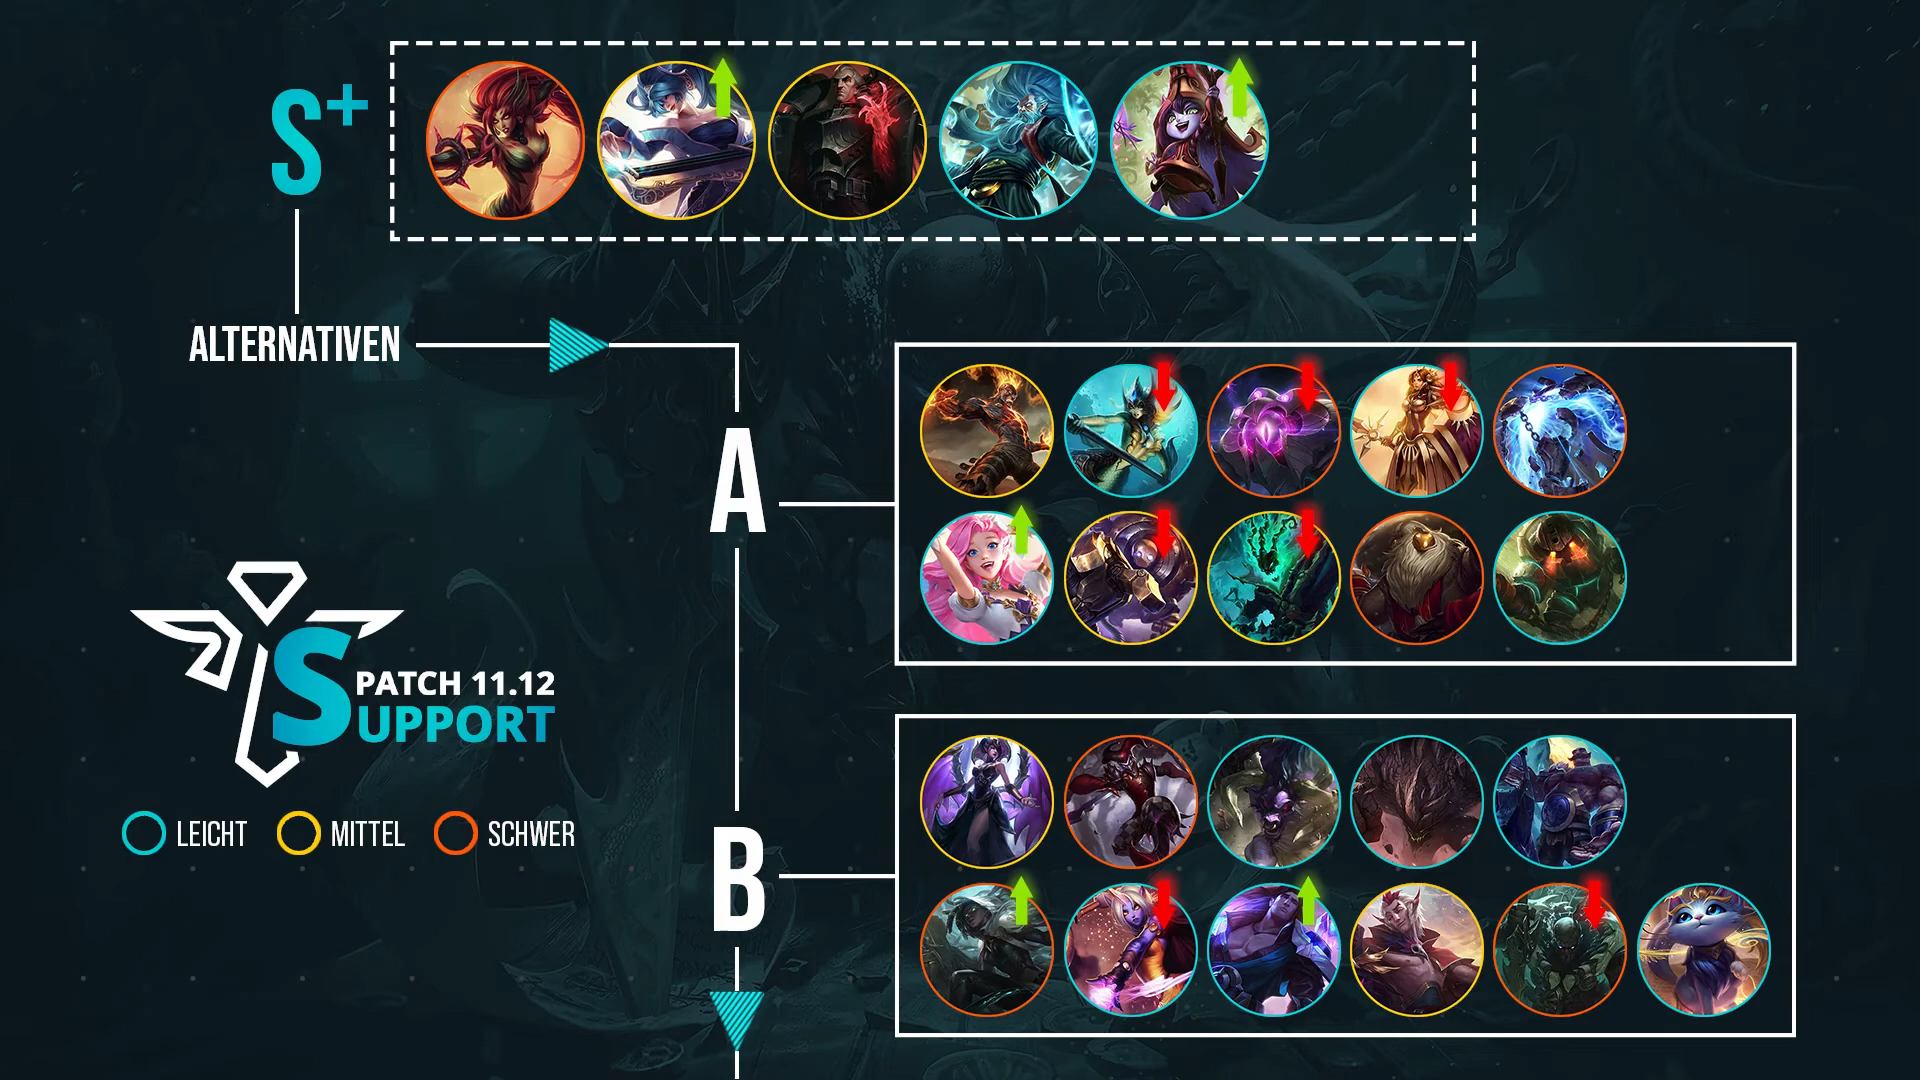 S+
ALTERNATIVEN
A
PATCH 11.12
SUPPORT
LEICHT MITTEL SCHWER
B